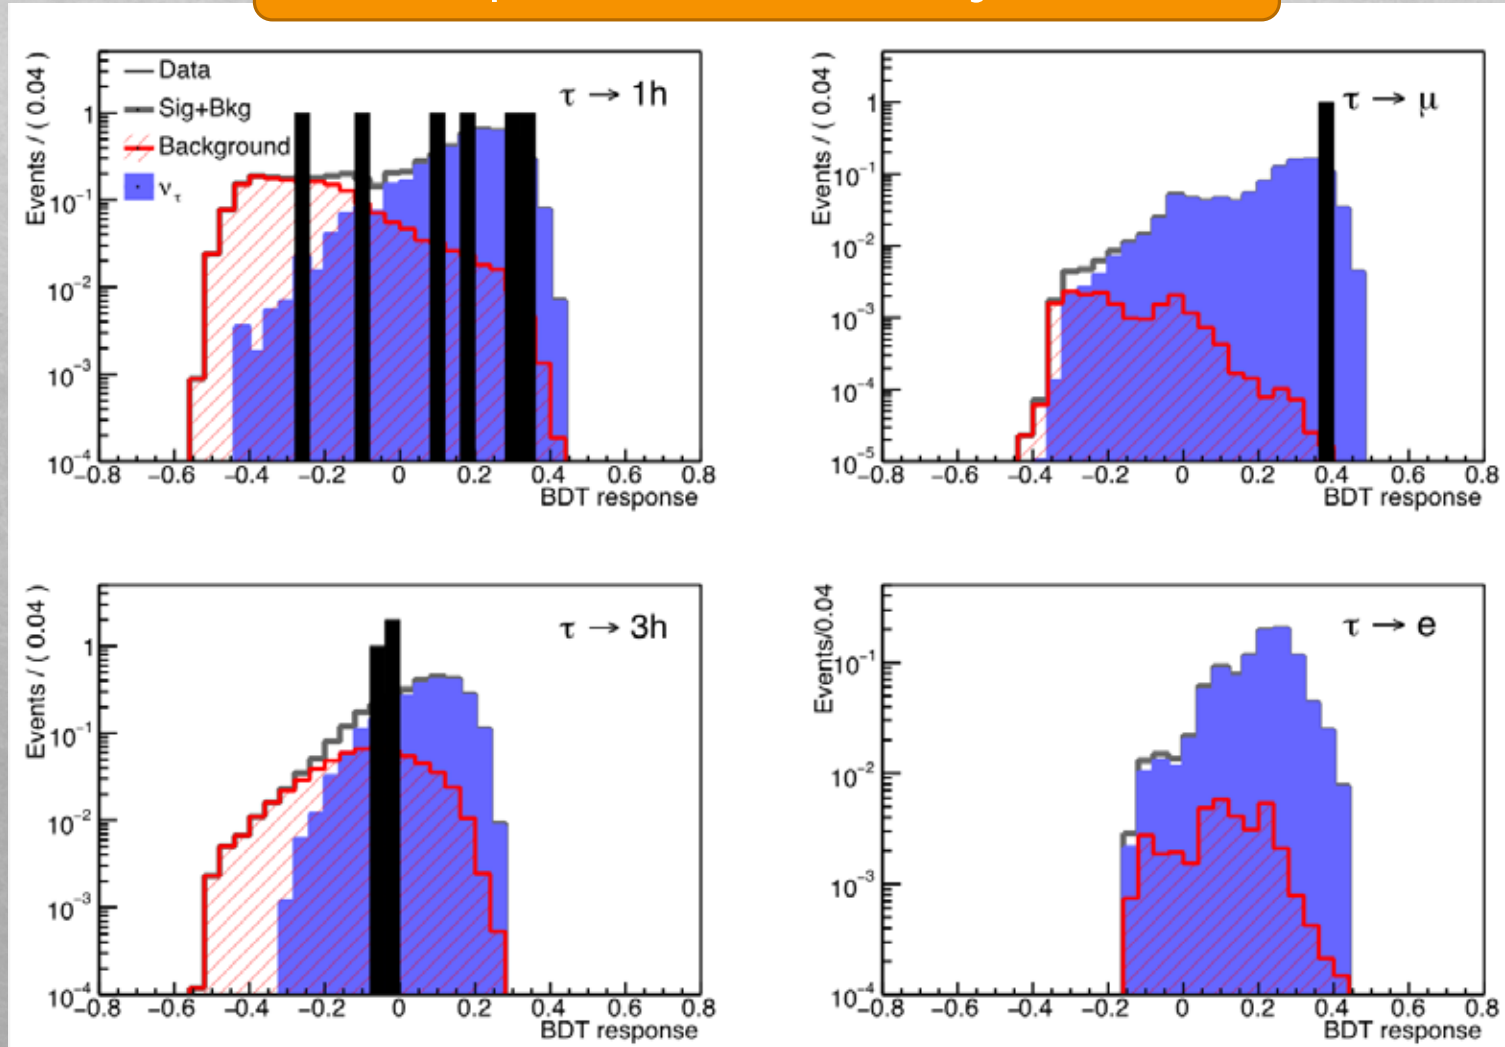 Events / ( 0.04 )
Data
Sig+Bkg
Background
ντ
τ → 1h
1
10⁻¹
10⁻²
10⁻³
10⁻⁴
−0.8 −0.6 −0.4 −0.2 0 0.2 0.4 0.6 0.8
BDT response
Events / ( 0.04 )
τ → μ
1
10⁻¹
10⁻²
10⁻³
10⁻⁴
10⁻⁵
−0.8 −0.6 −0.4 −0.2 0 0.2 0.4 0.6 0.8
BDT response
Events / ( 0.04 )
τ → 3h
1
10⁻¹
10⁻²
10⁻³
10⁻⁴
−0.8 −0.6 −0.4 −0.2 0 0.2 0.4 0.6 0.8
BDT response
Events/0.04
τ → e
10⁻¹
10⁻²
10⁻³
10⁻⁴
−0.8 −0.6 −0.4 −0.2 0 0.2 0.4 0.6 0.8
BDT response